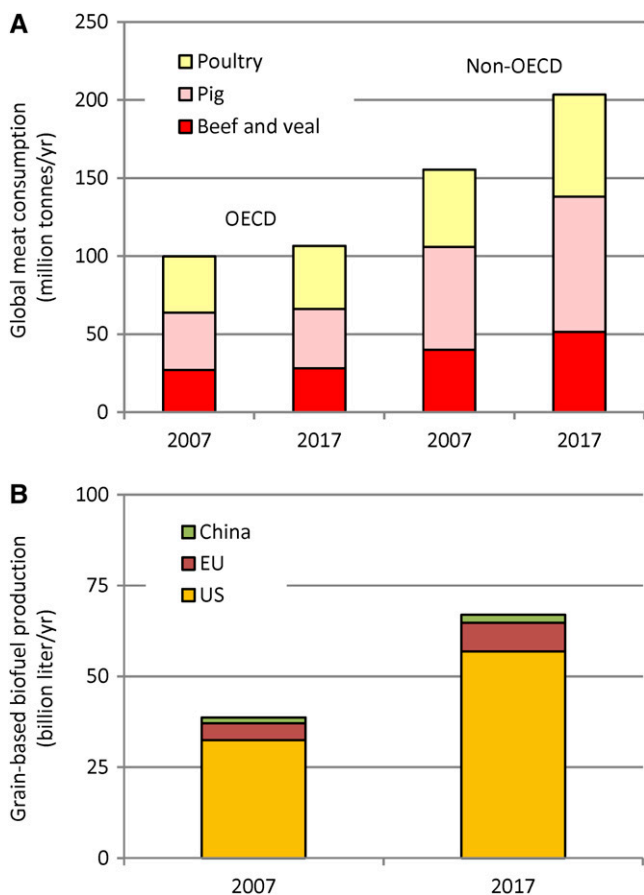 A
Global meat consumption
(million tonnes/yr)
250
200
150
100
50
0
Poultry
Pig
Beef and veal
OECD
Non-OECD
2007
2017
2007
2017
B
Grain-based biofuel production
(billion liter/yr)
100
75
50
25
0
China
EU
US
2007
2017